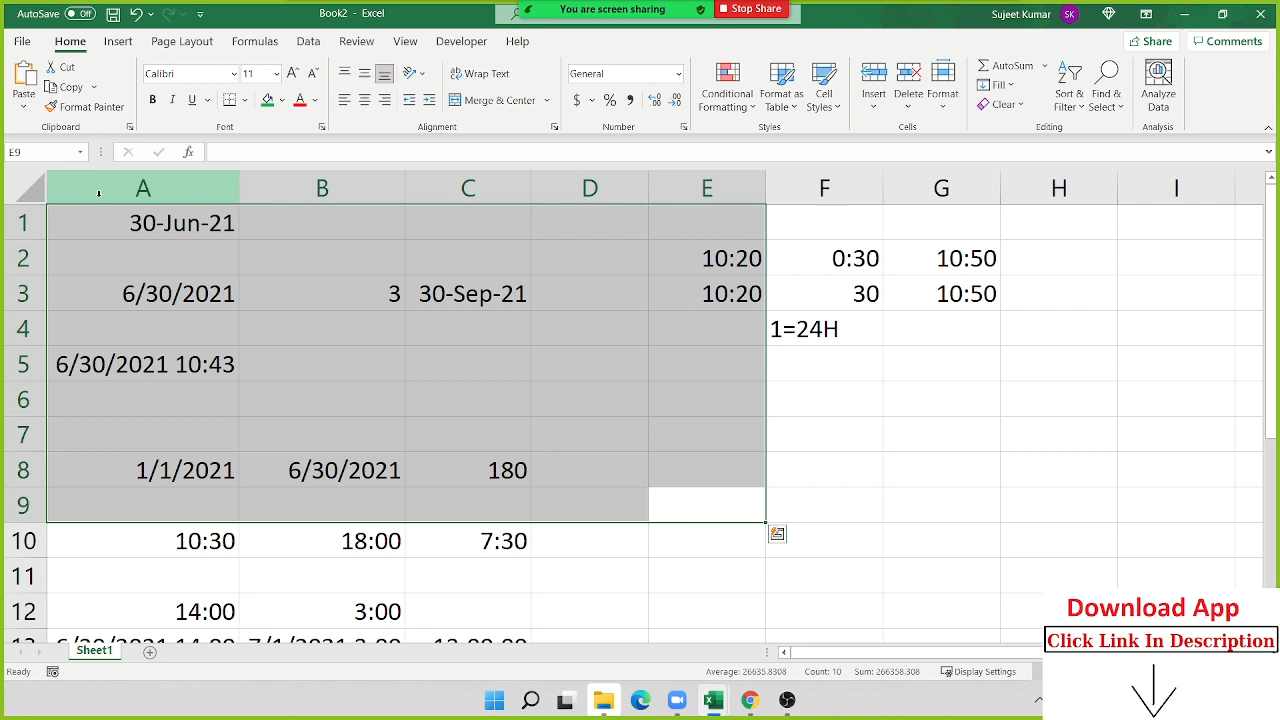 AutoSave Off Book2 - Excel You are screen sharing Stop Share Sujeet Kumar SK
File Home Insert Page Layout Formulas Data Review View Developer Help Share Comments
Paste Cut Copy Format Painter Clipboard
Calibri 11 B I U A Font
Wrap Text Merge & Center Alignment
General $ % , Number
Conditional Formatting Format as Table Cell Styles Styles
Insert Delete Format Cells
AutoSum Fill Clear Sort & Filter Find & Select Editing
Analyze Data Analysis
E9 fx
A B C D E F G H I
1 30-Jun-21
2 10:20 0:30 10:50
3 6/30/2021 3 30-Sep-21 10:20 30 10:50
4 1=24H
5 6/30/2021 10:43
6
7
8 1/1/2021 6/30/2021 180
9
10 10:30 18:00 7:30
11
12 14:00 3:00
13 6/30/2021 14:00 7/1/2021 3:00 13:00:00
Download App
Click Link In Description
Sheet1
Ready Average: 26635.8308 Count: 10 Sum: 266358.308 Display Settings